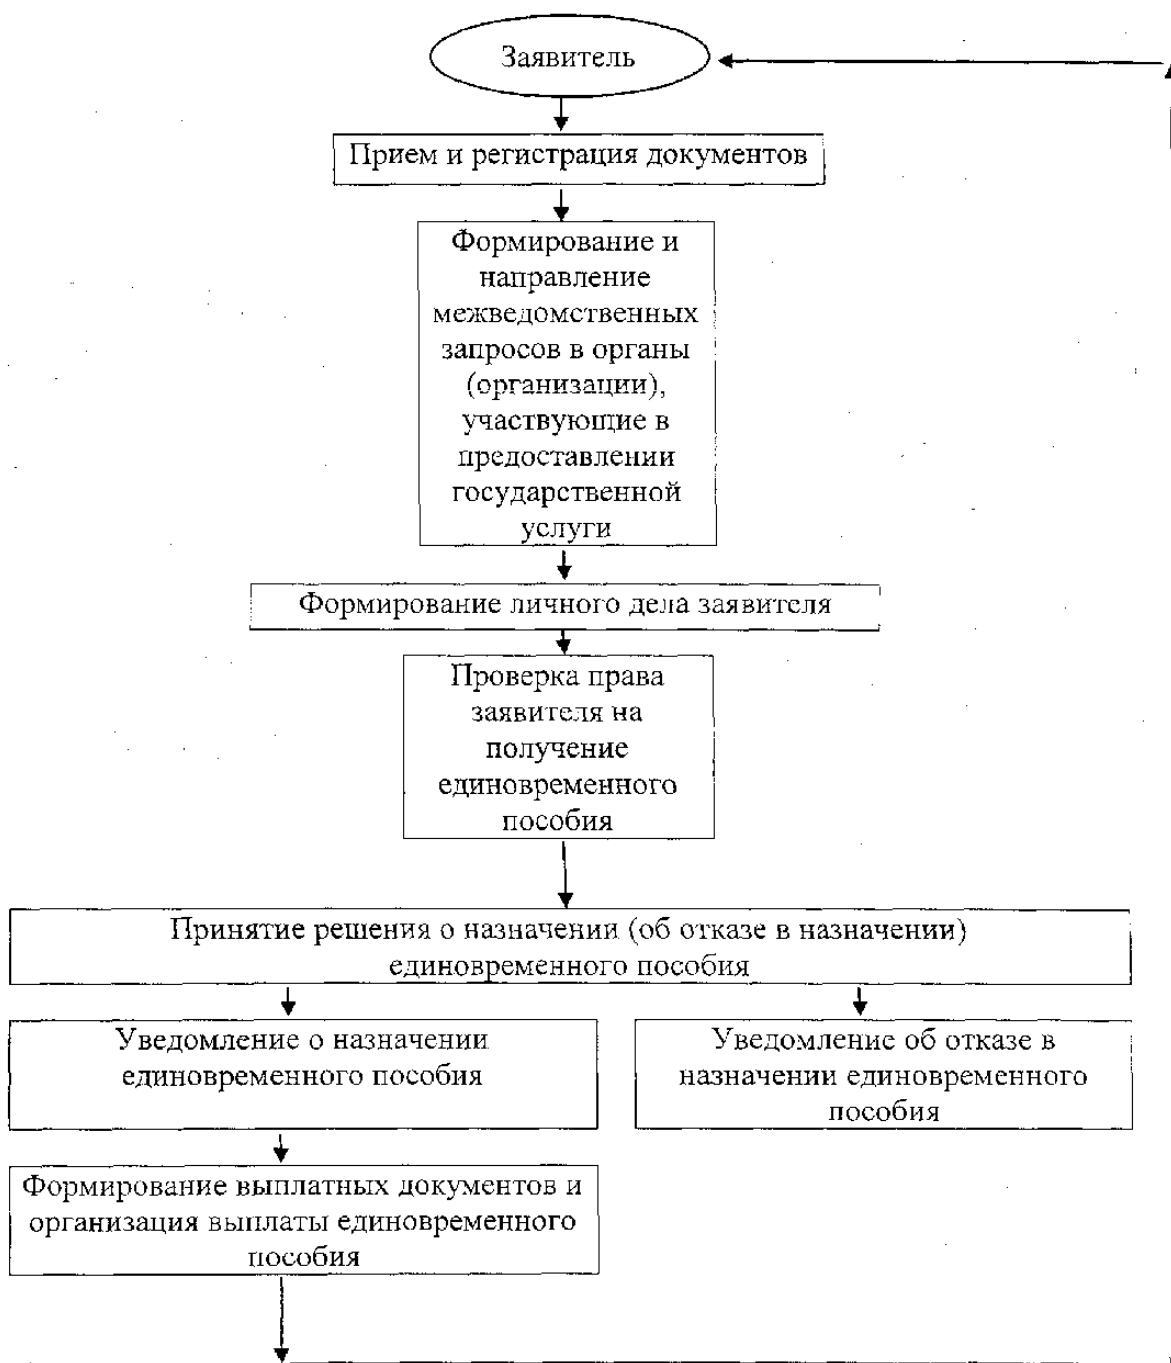 Заявитель
Прием и регистрация документов
Формирование и
направление
межведомственных
запросов в органы
(организации),
участвующие в
предоставлении
государственной
услуги
Формирование личного дела заявителя
Проверка права
заявителя на
получение
единовременного
пособия
Принятие решения о назначении (об отказе в назначении)
единовременного пособия
Уведомление о назначении
единовременного пособия
Уведомление об отказе в
назначении единовременного
пособия
Формирование выплатных документов и
организация выплаты единовременного
пособия